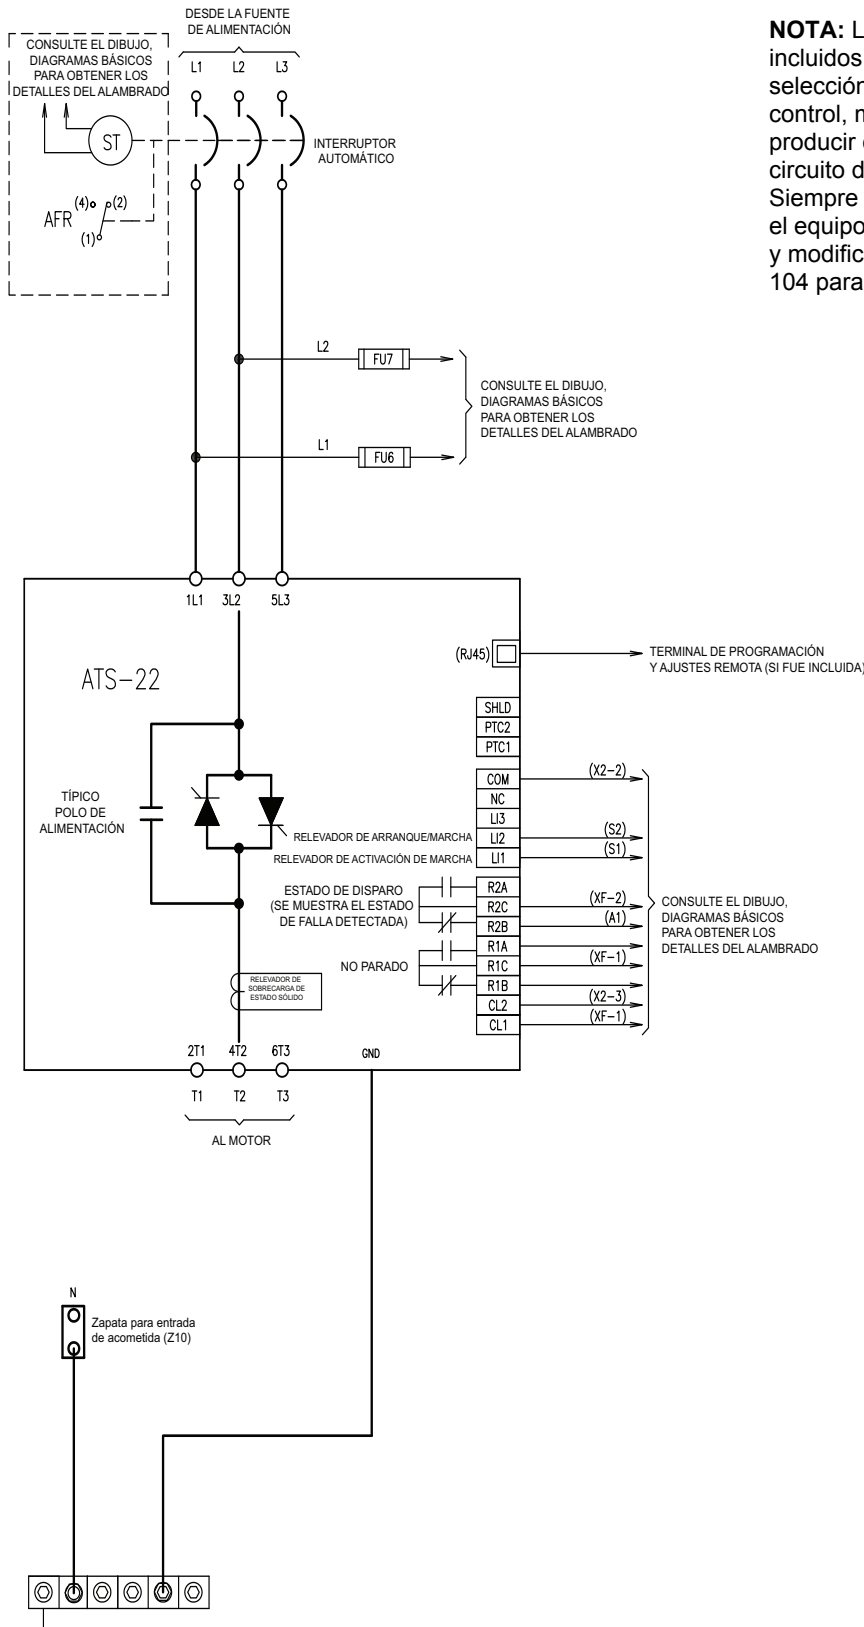 DESDE LA FUENTE
DE ALIMENTACIÓN
CONSULTE EL DIBUJO,
DIAGRAMAS BÁSICOS
PARA OBTENER LOS
DETALLES DEL ALAMBRADO
L1 L2 L3
ST
INTERRUPTOR
AUTOMÁTICO
AFR (4) (2)
(1)
NOTA: L
incluidos
selección
control, 
producir
circuito d
Siempre
el equipo
y modific
104 para
L2
FU7
CONSULTE EL DIBUJO,
DIAGRAMAS BÁSICOS
PARA OBTENER LOS
DETALLES DEL ALAMBRADO
L1
FU6
1L1 3L2 5L3
(RJ45)
TERMINAL DE PROGRAMACIÓN
Y AJUSTES REMOTA (SI FUE INCLUIDA)
ATS-22
SHLD
PTC2
PTC1
TÍPICO
POLO DE
ALIMENTACIÓN
COM (X2-2)
NC
LI3
RELEVADOR DE ARRANQUE/MARCHA LI2 (S2)
RELEVADOR DE ACTIVACIÓN DE MARCHA LI1 (S1)
ESTADO DE DISPARO
(SE MUESTRA EL ESTADO
DE FALLA DETECTADA)
R2A
R2C (XF-2)
R2B (A1)
CONSULTE EL DIBUJO,
DIAGRAMAS BÁSICOS
PARA OBTENER LOS
DETALLES DEL ALAMBRADO
NO PARADO
R1A
R1C (XF-1)
R1B
CL2 (X2-3)
CL1 (XF-1)
RELEVADOR DE
SOBRECARGA DE
ESTADO SÓLIDO
2T1 4T2 6T3 GND
T1 T2 T3
AL MOTOR
N
Zapata para entrada
de acometida (Z10)